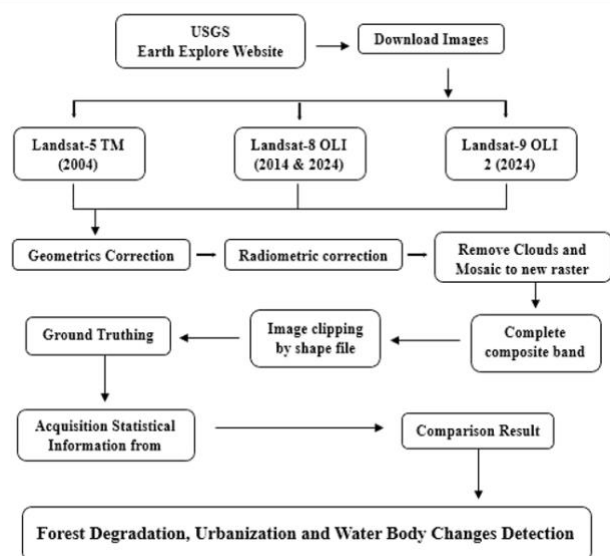 USGS
Earth Explore Website
Download Images
Landsat-5 TM
(2004)
Landsat-8 OLI
(2014 & 2024)
Landsat-9 OLI
2 (2024)
Geometrics Correction
Radiometric correction
Remove Clouds and
Mosaic to new raster
Ground Truthing
Image clipping
by shape file
Complete
composite band
Acquisition Statistical
Information from
Comparison Result
Forest Degradation, Urbanization and Water Body Changes Detection